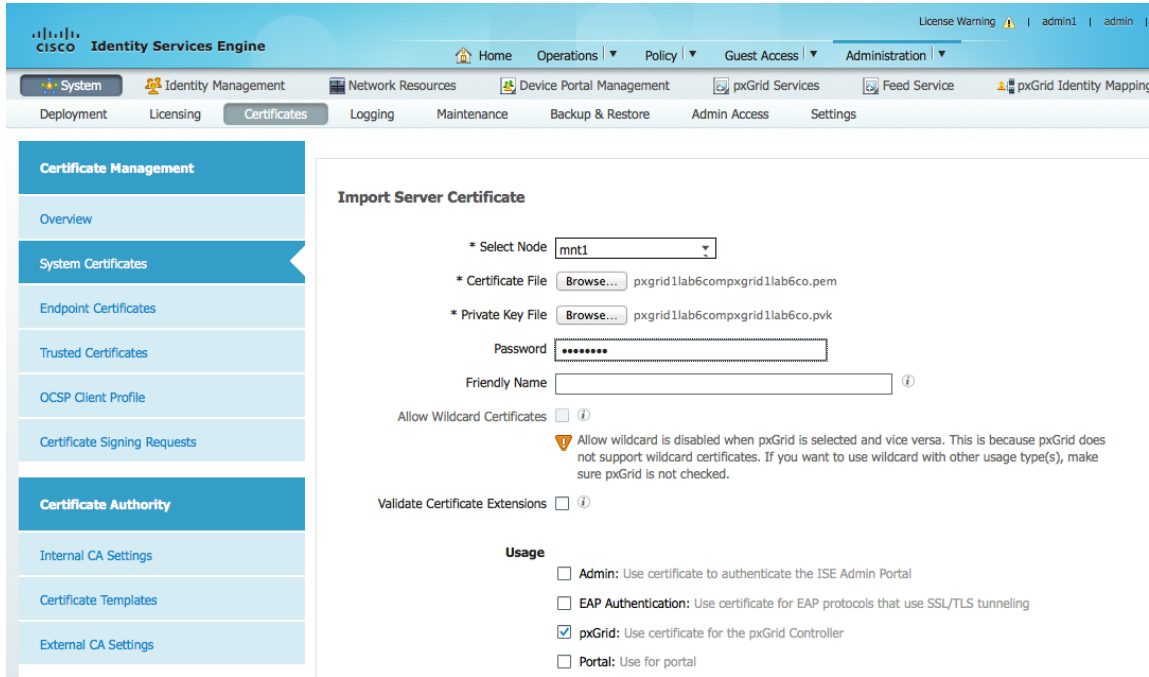 License Warning | admin1 | admin |
CISCO Identity Services Engine
Home Operations Policy Guest Access Administration
System Identity Management Network Resources Device Portal Management pxGrid Services Feed Service pxGrid Identity Mapping
Deployment Licensing Certificates Logging Maintenance Backup & Restore Admin Access Settings
Certificate Management
Overview
System Certificates
Endpoint Certificates
Trusted Certificates
OCSP Client Profile
Certificate Signing Requests
Certificate Authority
Internal CA Settings
Certificate Templates
External CA Settings
Import Server Certificate
* Select Node mnt1
* Certificate File Browse... pxgrid1lab6compxgrid1lab6co.pem
* Private Key File Browse... pxgrid1lab6compxgrid1lab6co.pvk
Password ••••••••
Friendly Name
Allow Wildcard Certificates
Allow wildcard is disabled when pxGrid is selected and vice versa. This is because pxGrid does
not support wildcard certificates. If you want to use wildcard with other usage type(s), make
sure pxGrid is not checked.
Validate Certificate Extensions
Usage
Admin: Use certificate to authenticate the ISE Admin Portal
EAP Authentication: Use certificate for EAP protocols that use SSL/TLS tunneling
pxGrid: Use certificate for the pxGrid Controller
Portal: Use for portal